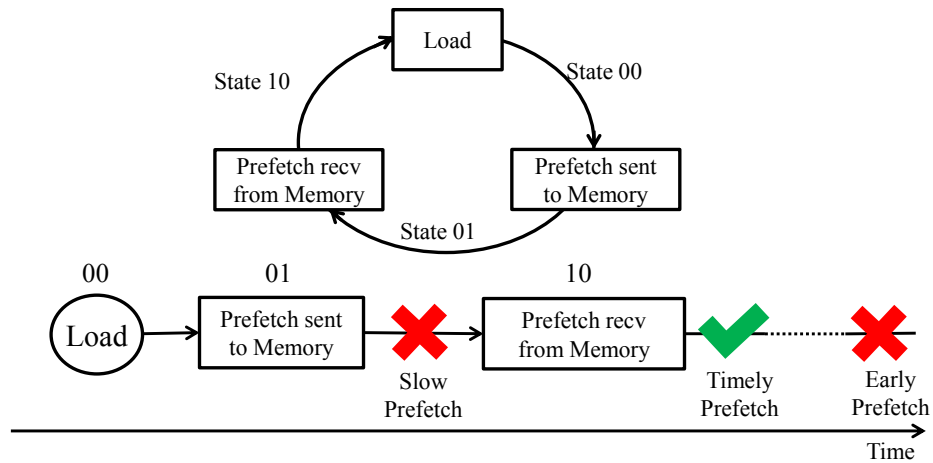 Load
State 10
State 00
Prefetch recv
from Memory
Prefetch sent
to Memory
State 01
00
01
10
Load
Prefetch sent
to Memory
Prefetch recv
from Memory
Slow
Prefetch
Timely
Prefetch
Early
Prefetch
Time